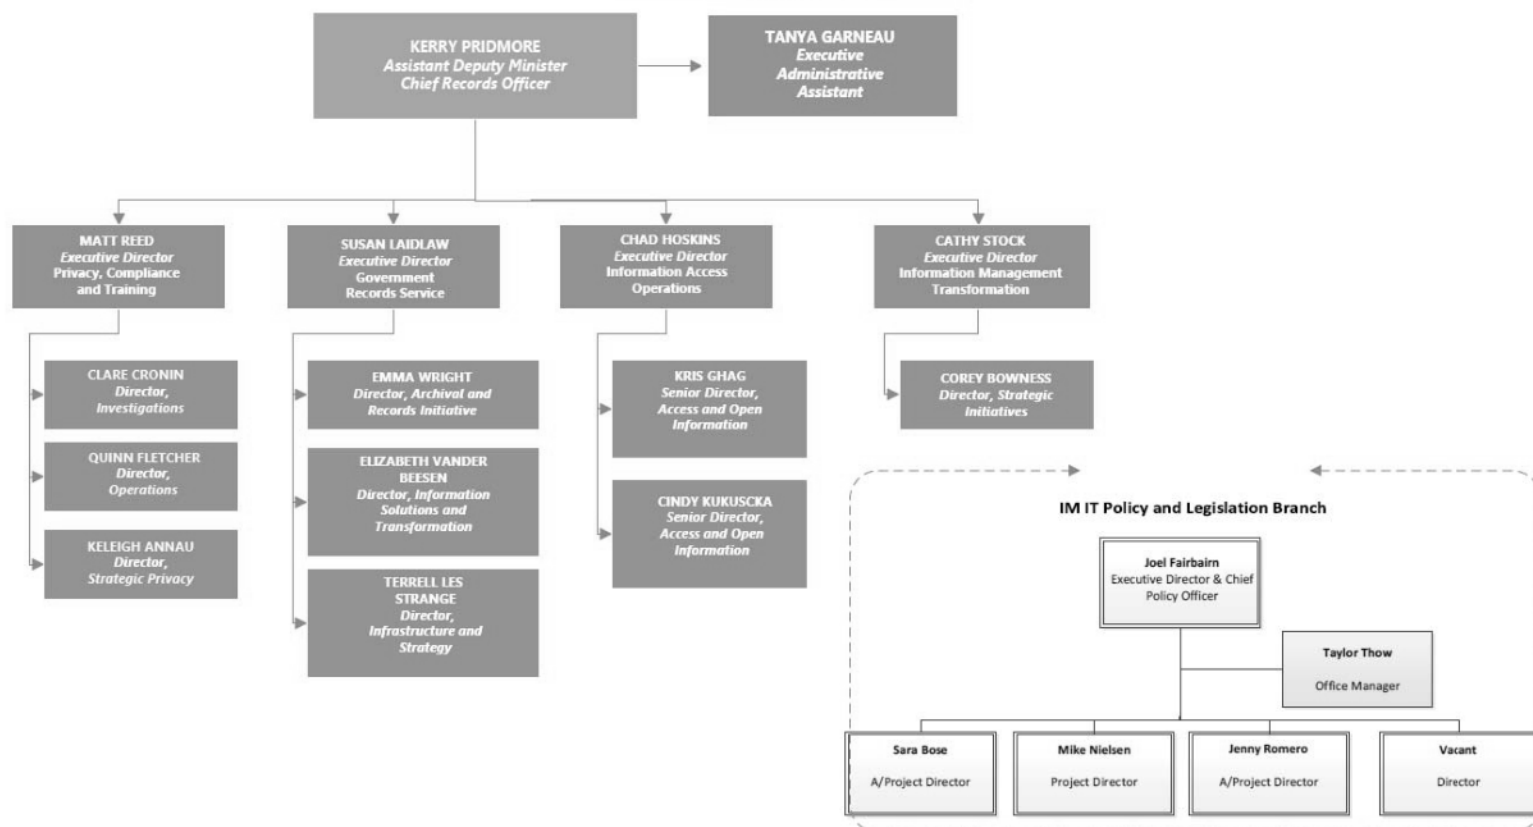 KERRY PRIDMORE
Assistant Deputy Minister
Chief Records Officer
TANYA GARNEAU
Executive
Administrative
Assistant
MATT REED
Executive Director
Privacy, Compliance
and Training
SUSAN LAIDLAW
Executive Director
Government
Records Service
CHAD HOSKINS
Executive Director
Information Access
Operations
CATHY STOCK
Executive Director
Information Management
Transformation
CLARE CRONIN
Director,
Investigations
QUINN FLETCHER
Director,
Operations
KELEIGH ANNAU
Director,
Strategic Privacy
EMMA WRIGHT
Director, Archival and
Records Initiative
ELIZABETH VANDER
BEESEN
Director, Information
Solutions and
Transformation
TERRELL LES
STRANGE
Director,
Infrastructure and
Strategy
KRIS GHAG
Senior Director,
Access and Open
Information
CINDY KUKUSCKA
Senior Director,
Access and Open
Information
COREY BOWNESS
Director, Strategic
Initiatives
IM IT Policy and Legislation Branch
Joel Fairbairn
Executive Director & Chief
Policy Officer
Taylor Thow
Office Manager
Sara Bose
A/Project Director
Mike Nielsen
Project Director
Jenny Romero
A/Project Director
Vacant
Director